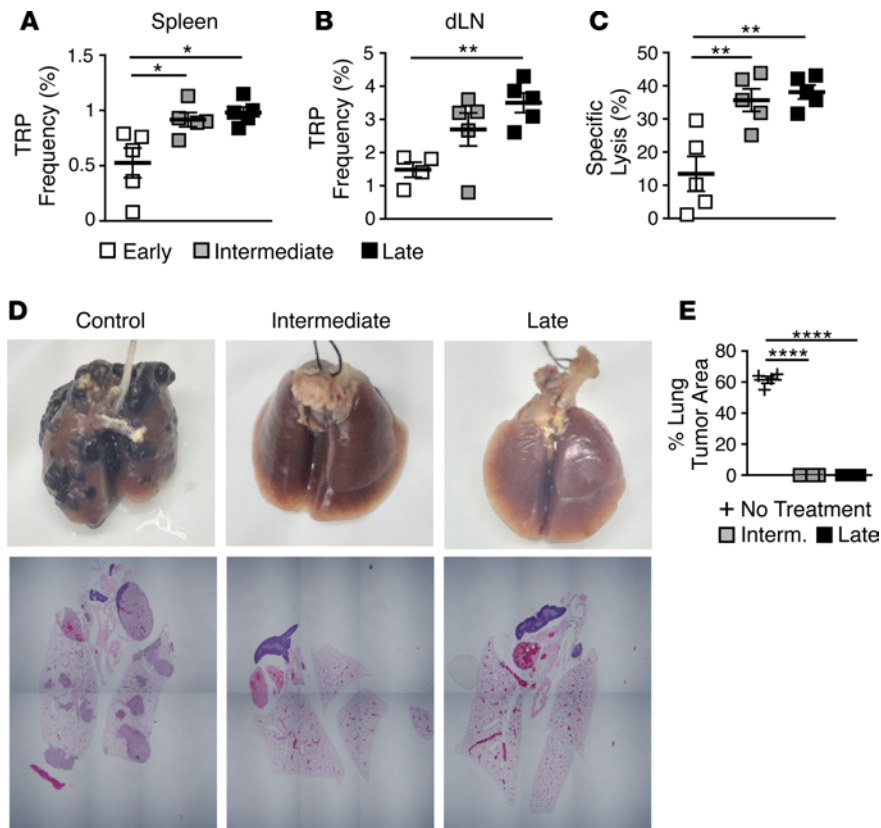 A
Spleen
TRP
Frequency (%)
*
*
1.5
1
0.5
0
B
dLN
TRP
Frequency (%)
**
5
4
3
2
1
0
C
Specific
Lysis (%)
**
**
50
40
30
20
10
0
Early Intermediate Late
D
Control Intermediate Late
E
% Lung
Tumor Area
****
****
80
60
40
20
0
+ No Treatment
Interm. Late